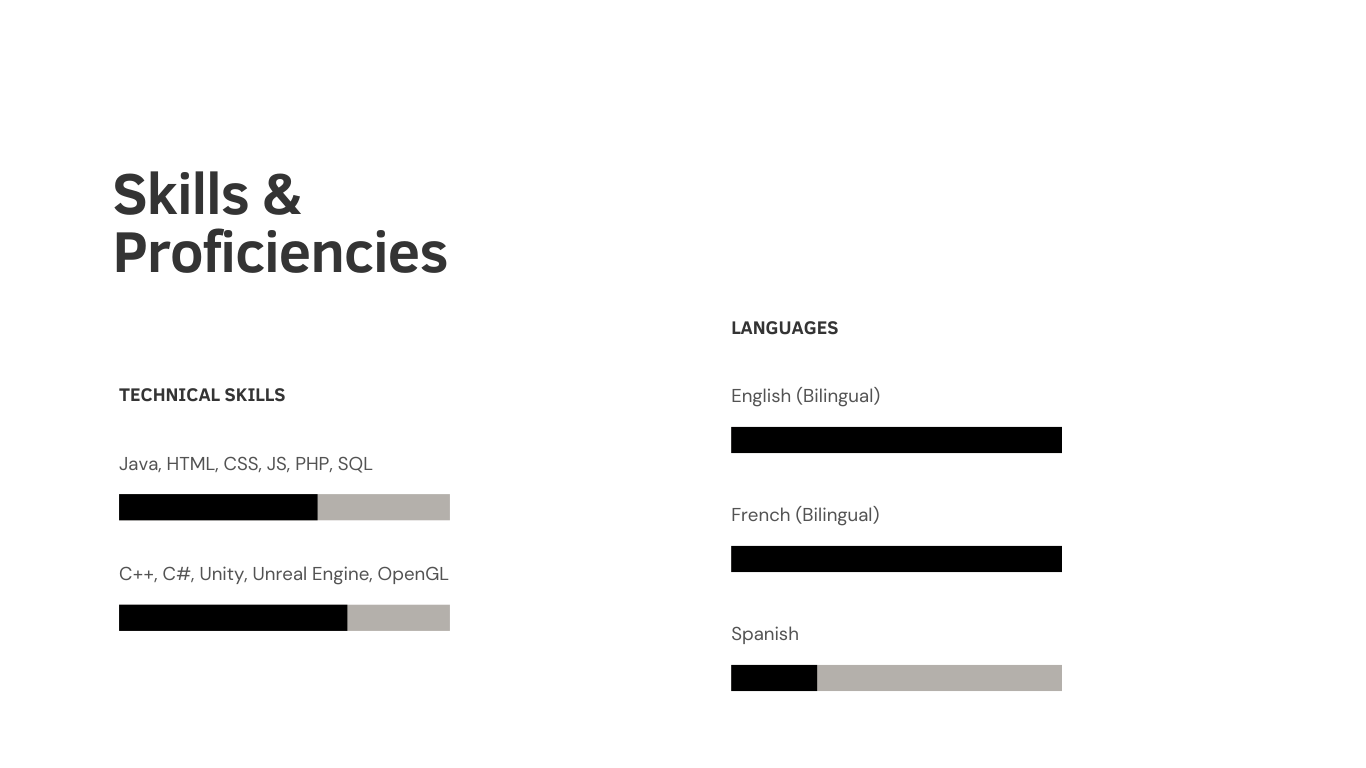 Skills &
Proficiencies
TECHNICAL SKILLS
Java, HTML, CSS, JS, PHP, SQL
C++, C#, Unity, Unreal Engine, OpenGL
LANGUAGES
English (Bilingual)
French (Bilingual)
Spanish